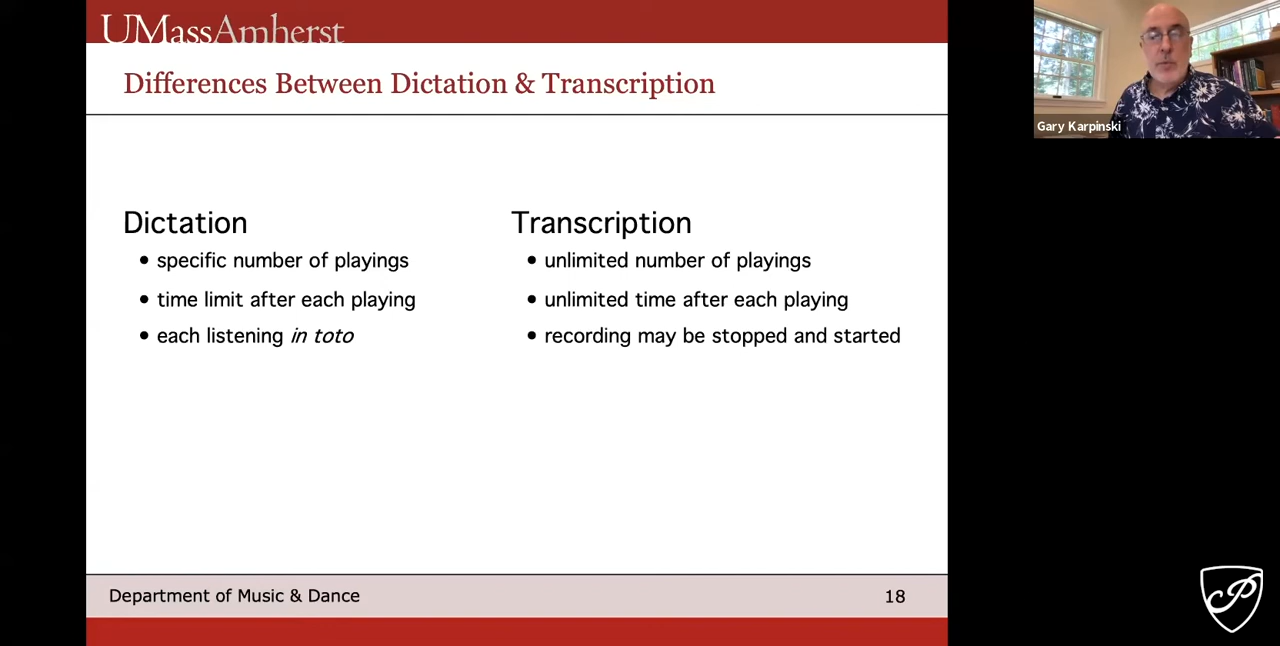 UMassAmherst
Differences Between Dictation & Transcription
Gary Karpinski
Dictation
• specific number of playings
• time limit after each playing
• each listening in toto
Transcription
• unlimited number of playings
• unlimited time after each playing
• recording may be stopped and started
Department of Music & Dance
18